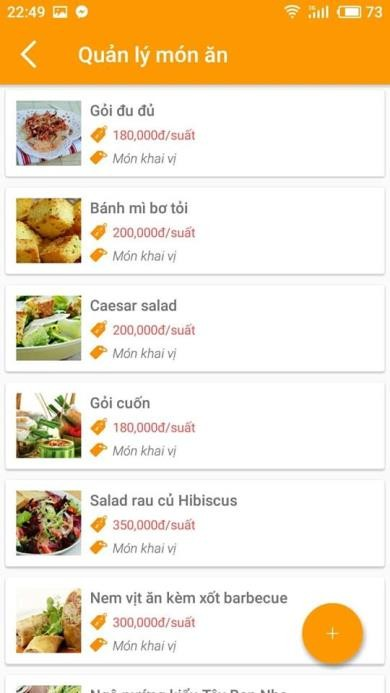 22:49 73
Quản lý món ăn
Gỏi đu đủ
180,000đ/suất
Món khai vị
Bánh mì bơ tỏi
200,000đ/suất
Món khai vị
Caesar salad
200,000đ/suất
Món khai vị
Gỏi cuốn
180,000đ/suất
Món khai vị
Salad rau củ Hibiscus
350,000đ/suất
Món khai vị
Nem vịt ăn kèm xốt barbecue
300,000đ/suất
+
Món khai vị